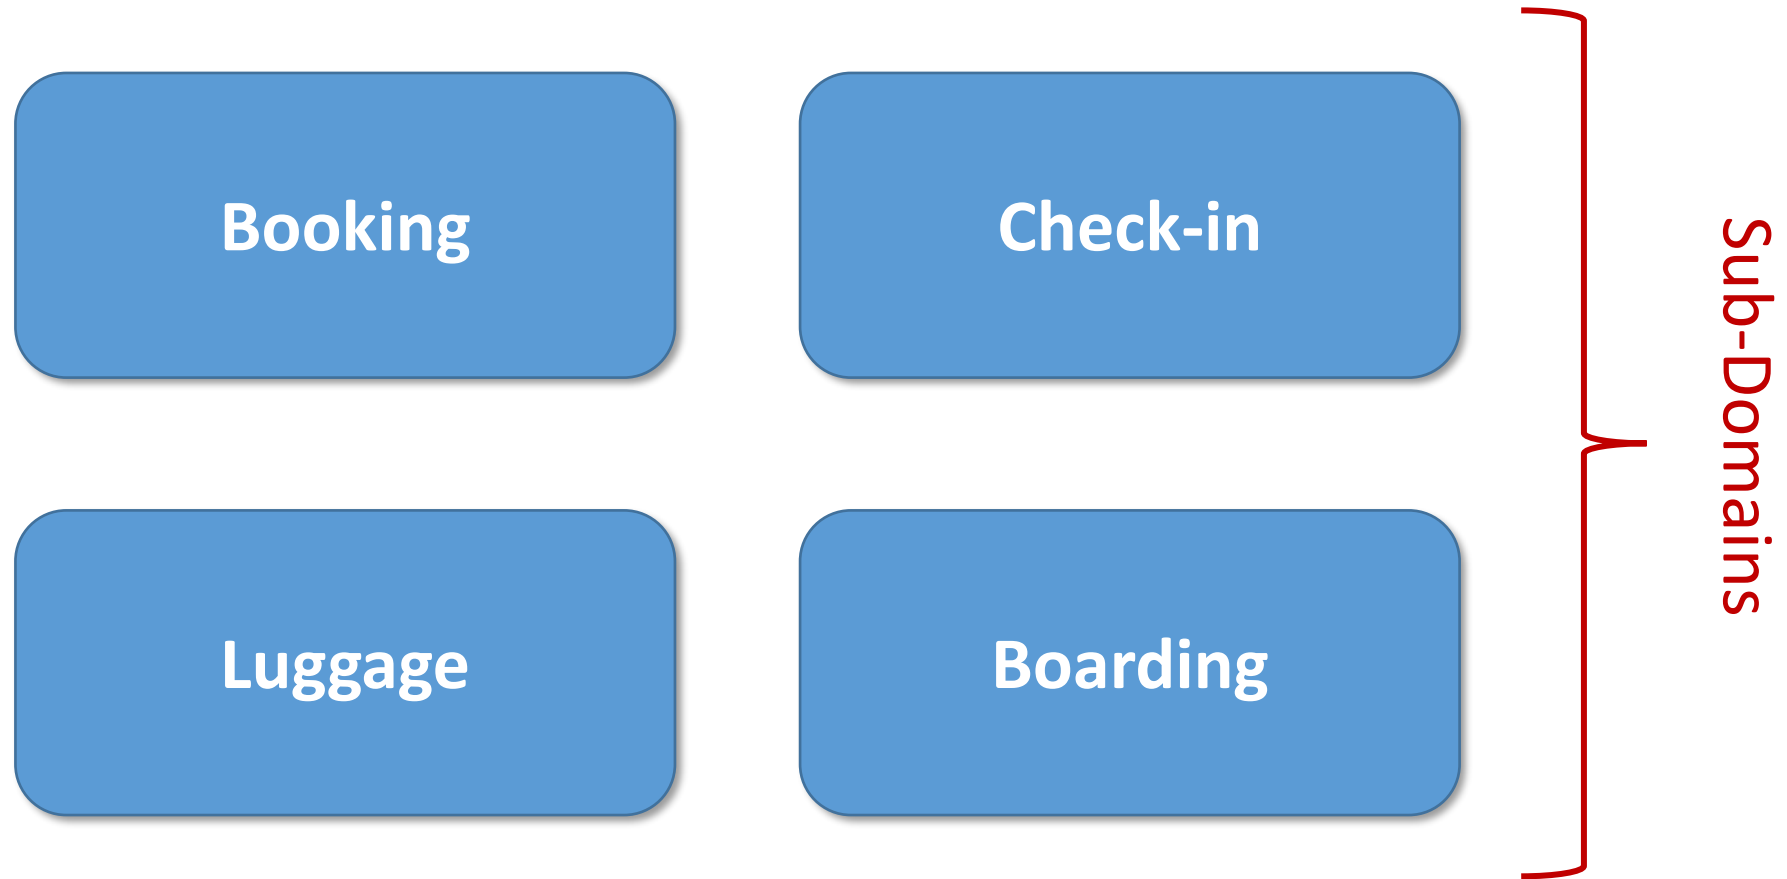 Booking
Check-in
Luggage
Boarding
Sub-Domains